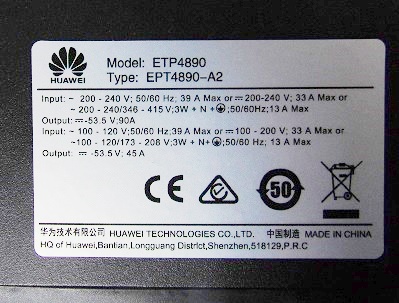 HUAWEI
Model: ETP4890
Type: EPT4890-A2
Input: ~ 200 - 240 V; 50/60 Hz; 39 A Max or ⎓ 200-240 V; 33 A Max or
~ 200 - 240/346 - 415 V;3W + N+⏚;50/60Hz;13 A Max
Output: ⎓ -53.5 V:90A
Input: ~ 100 - 120 V;50/60 Hz;39 A Max or ⎓ 100 - 200 V; 33 A Max or
~100 - 120/173 - 208 V;3W + N +⏚;50/60 Hz;13 A Max
Output: ⎓ -53.5 V; 45 A
CE
50
华为技术有限公司 HUAWEI TECHNOLOGIES CO.,LTD. 中国制造 MADE IN CHINA
HQ of Huawei,Bantian,Longgang District,Shenzhen,518129,P.R.C